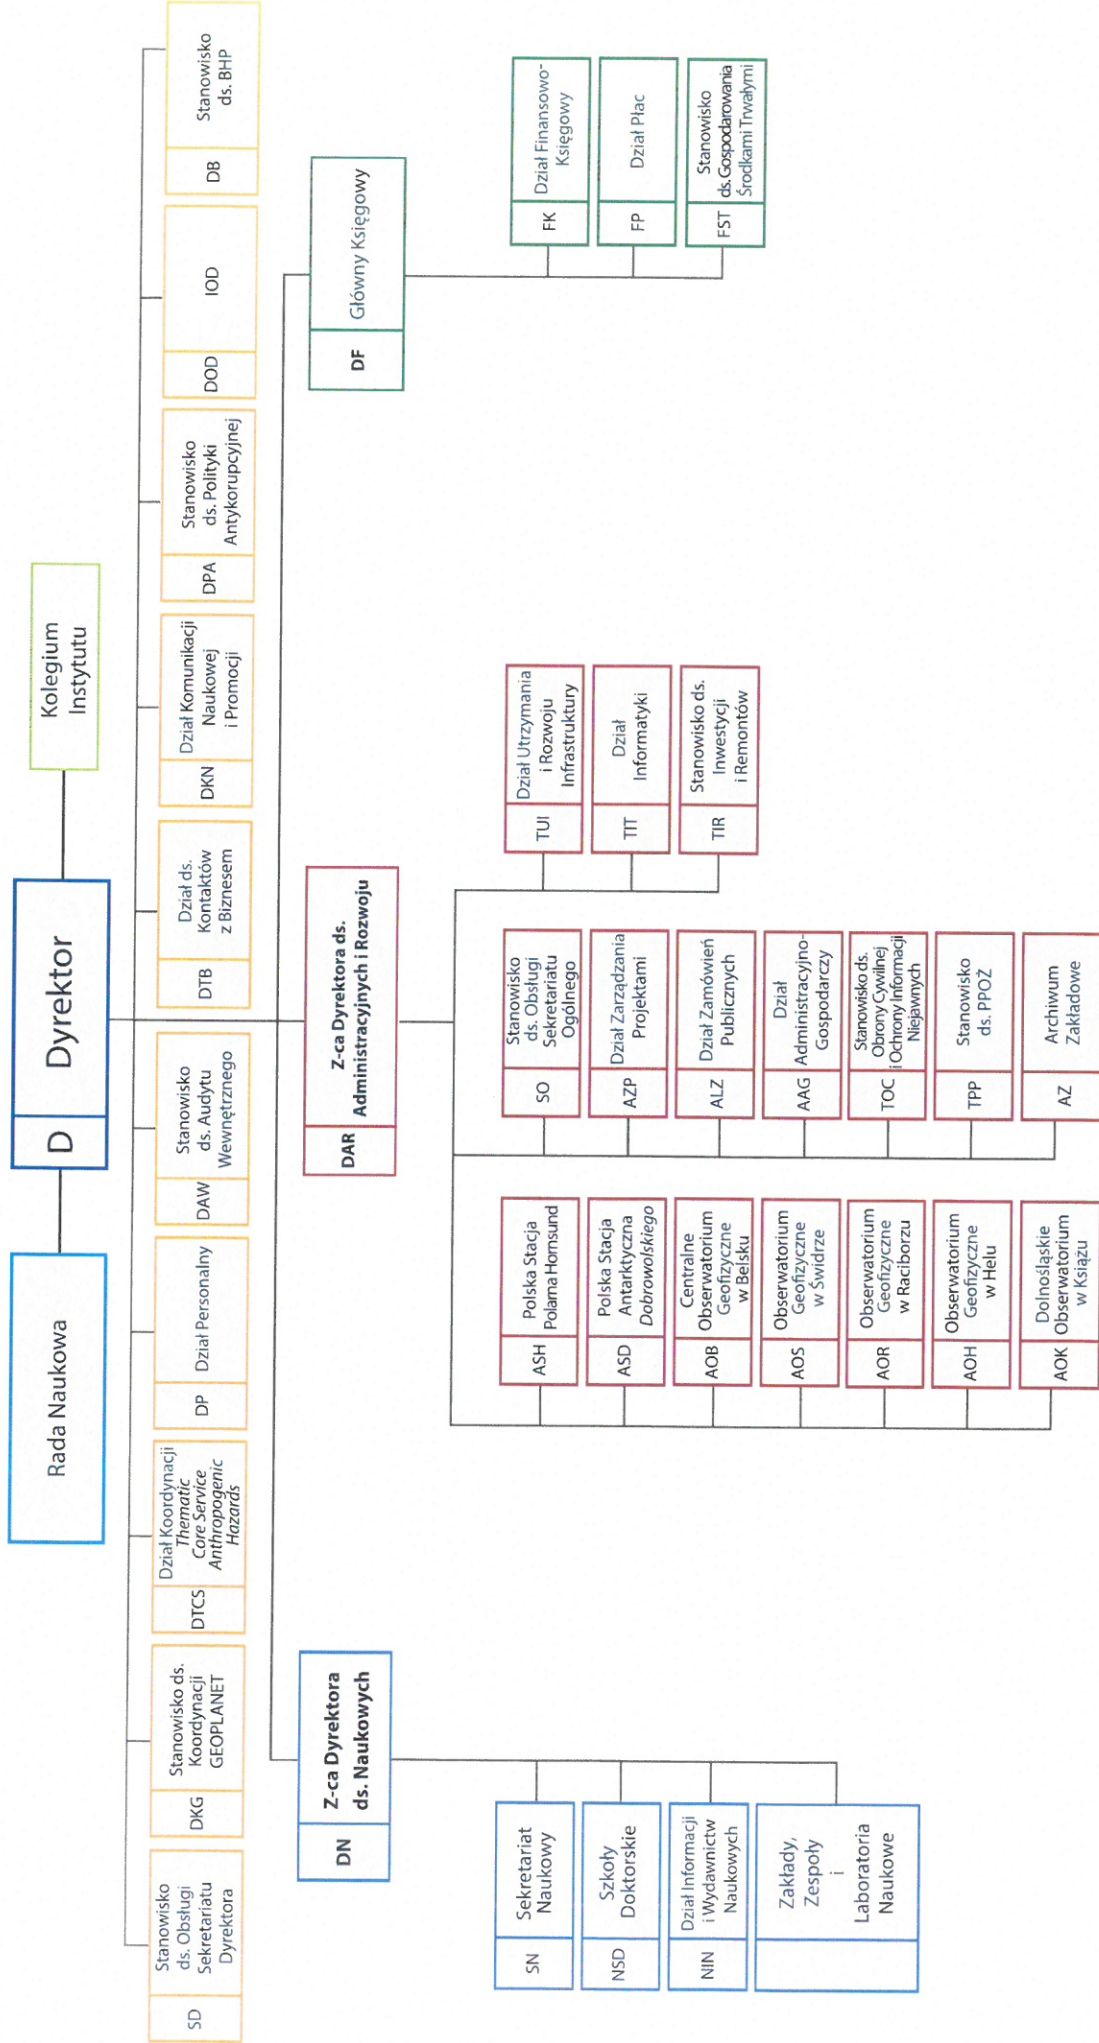 Rada Naukowa
D
Dyrektor
Kolegium
Instytutu
SD
Stanowisko
ds. Obsługi
Sekretariatu
Dyrektora
DKG
Stanowisko ds.
Koordynacji
GEOPLANET
DTCS
Dział Koordynacji
Thematic
Core Service
Anthropogenic
Hazards
DP
Dział Personalny
DAW
Stanowisko
ds. Audytu
Wewnętrznego
DTB
Dział ds.
Kontaktów
z Biznesem
DKN
Dział Komunikacji
Naukowej
i Promocji
DPA
Stanowisko
ds. Polityki
Antykorupcyjnej
DOD
IOD
DB
Stanowisko
ds. BHP
DN
Z-ca Dyrektora
ds. Naukowych
DAR
Z-ca Dyrektora ds.
Administracyjnych i Rozwoju
DF
Główny Księgowy
SN
Sekretariat
Naukowy
NSD
Szkoły
Doktorskie
NIN
Dział Informacji
i Wydawnictw
Naukowych
Zakłady,
Zespoły
i
Laboratoria
Naukowe
ASH
Polska Stacja
Polarna Hornsund
ASD
Polska Stacja
Antarktyczna
Dobrowolskiego
AOB
Centralne
Obserwatorium
Geofizyczne
w Belsku
AOS
Obserwatorium
Geofizyczne
w Świdrze
AOR
Obserwatorium
Geofizyczne
w Raciborzu
AOH
Obserwatorium
Geofizyczne
w Helu
AOK
Dolnośląskie
Obserwatorium
w Książu
SO
Stanowisko
ds. Obsługi
Sekretariatu
Ogólnego
AZP
Dział Zarządzania
Projektami
ALZ
Dział Zamówień
Publicznych
AAG
Dział
Administracyjno-
Gospodarczy
TOC
Stanowisko ds.
Obrony Cywilnej
i Ochrony Informacji
Niejawnych
TPP
Stanowisko
ds. PPOŻ
AZ
Archiwum
Zakładowe
TUI
Dział Utrzymania
i Rozwoju
Infrastruktury
TIT
Dział
Informatyki
TIR
Stanowisko ds.
Inwestycji
i Remontów
FK
Dział Finansowo-
Księgowy
FP
Dział Płac
FST
Stanowisko
ds. Gospodarowania
Środkami Trwałymi